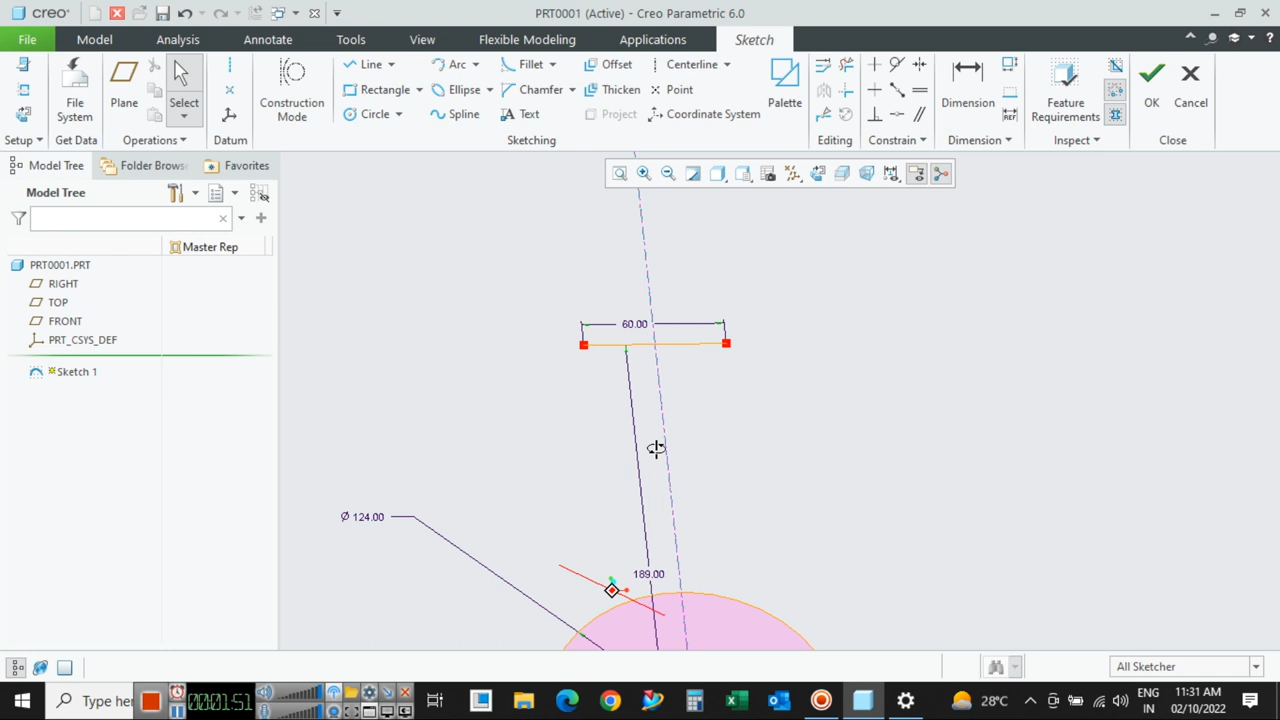 creo PRT0001 (Active) - Creo Parametric 6.0
File Model Analysis Annotate Tools View Flexible Modeling Applications Sketch
File System
Plane
Select
Construction Mode
Line Arc Fillet Offset Centerline
Rectangle Ellipse Chamfer Thicken Point
Circle Spline Text Project Coordinate System
Palette
Dimension
Feature Requirements
OK
Cancel
Setup Get Data Operations Datum Sketching Editing Constrain Dimension Inspect Close
Model Tree Folder Brows Favorites
Model Tree
Master Rep
PRT0001.PRT
RIGHT
TOP
FRONT
PRT_CSYS_DEF
Sketch 1
60.00
Ø 124.00
189.00
All Sketcher
Type her 0:01:51 28°C ENG IN 11:31 AM 02/10/2022